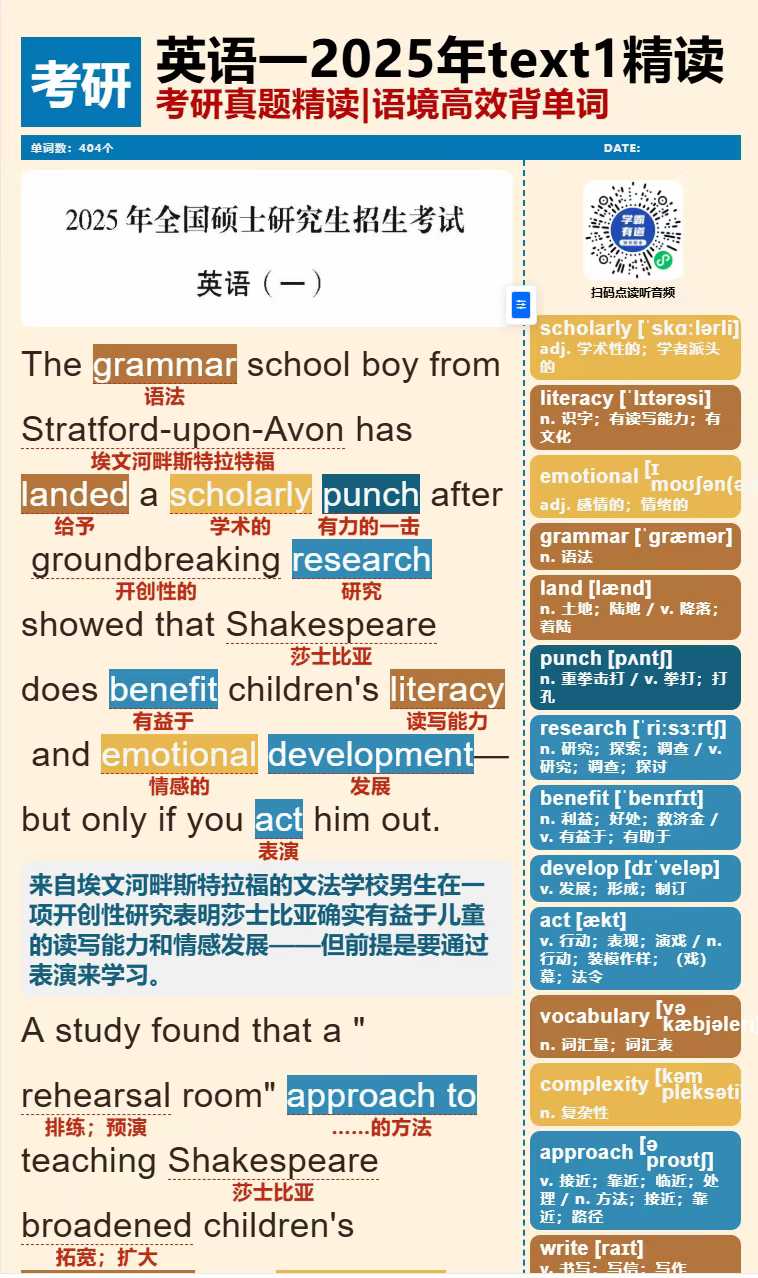 考研
英语一2025年text1精读
考研真题精读|语境高效背单词
单词数：404个
DATE:
2025 年全国硕士研究生招生考试
英语（一）
The grammar school boy from
语法
Stratford-upon-Avon has
埃文河畔斯特拉特福
landed a scholarly punch after
给予 学术的 有力的一击
groundbreaking research
开创性的 研究
showed that Shakespeare
莎士比亚
does benefit children's literacy
有益于 读写能力
and emotional development—
情感的 发展
but only if you act him out.
表演
来自埃文河畔斯特拉福的文法学校男生在一
项开创性研究表明莎士比亚确实有益于儿童
的读写能力和情感发展——但前提是要通过
表演来学习。
A study found that a "
rehearsal room" approach to
排练；预演 ……的方法
teaching Shakespeare
莎士比亚
broadened children's
拓宽；扩大
学霸
有道
扫码点读听音频
scholarly [ˈskɑːlərli]
adj. 学术性的；学者派头
的
literacy [ˈlɪtərəsi]
n. 识字；有读写能力；有
文化
emotional [ɪ
moʊʃən(ə
adj. 感情的；情绪的
grammar [ˈɡræmər]
n. 语法
land [lænd]
n. 土地；陆地 / v. 降落；
着陆
punch [pʌntʃ]
n. 重拳击打 / v. 拳打；打
孔
research [ˈriːsɜːrtʃ]
n. 研究；探索；调查 / v.
研究；调查；探讨
benefit [ˈbenɪfɪt]
n. 利益；好处；救济金 /
v. 有益于；有助于
develop [dɪˈveləp]
v. 发展；形成；制订
act [ækt]
v. 行动；表现；演戏 / n.
行动；装模作样；（戏）
幕；法令
vocabulary [və
kæbjəler
n. 词汇量；词汇表
complexity [kəm
pleksəti
n. 复杂性
approach [ə
proʊtʃ]
v. 接近；靠近；临近；处
理 / n. 方法；接近；靠
近；路径
write [raɪt]
v. 书写；写信；写作